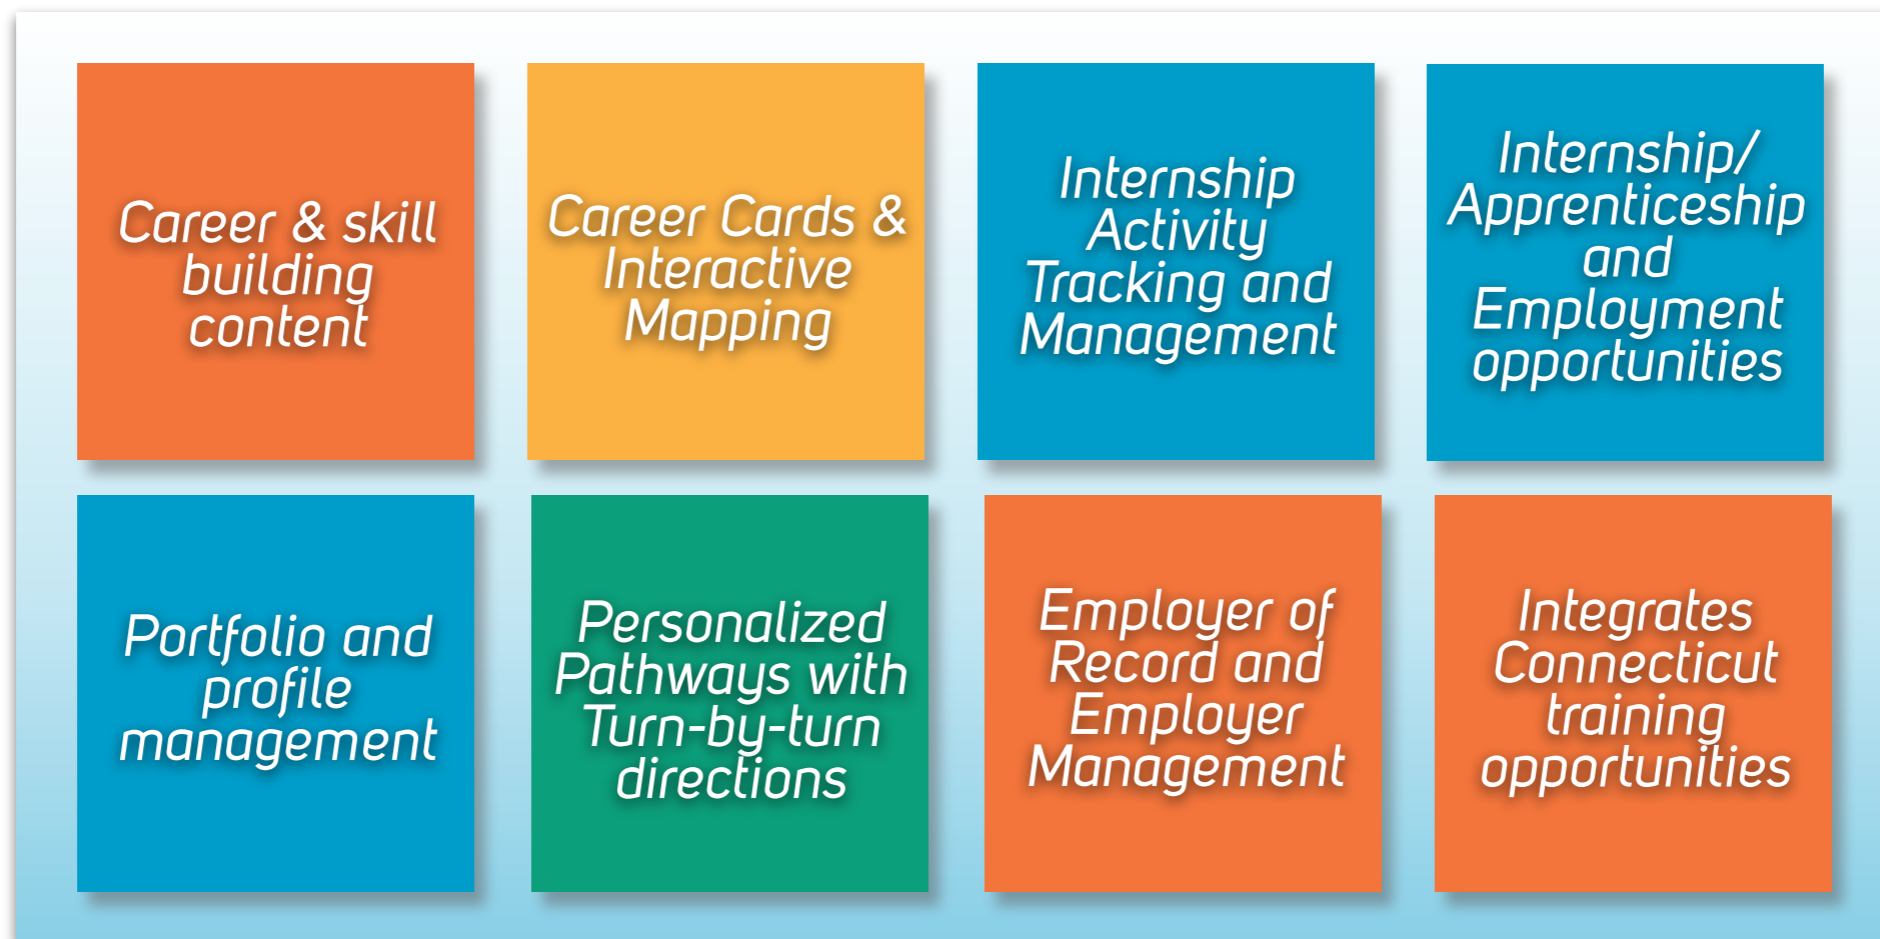 Career & skill
building
content
Career Cards &
Interactive
Mapping
Internship
Activity
Tracking and
Management
Internship/
Apprenticeship
and
Employment
opportunities
Portfolio and
profile
management
Personalized
Pathways with
Turn-by-turn
directions
Employer of
Record and
Employer
Management
Integrates
Connecticut
training
opportunities